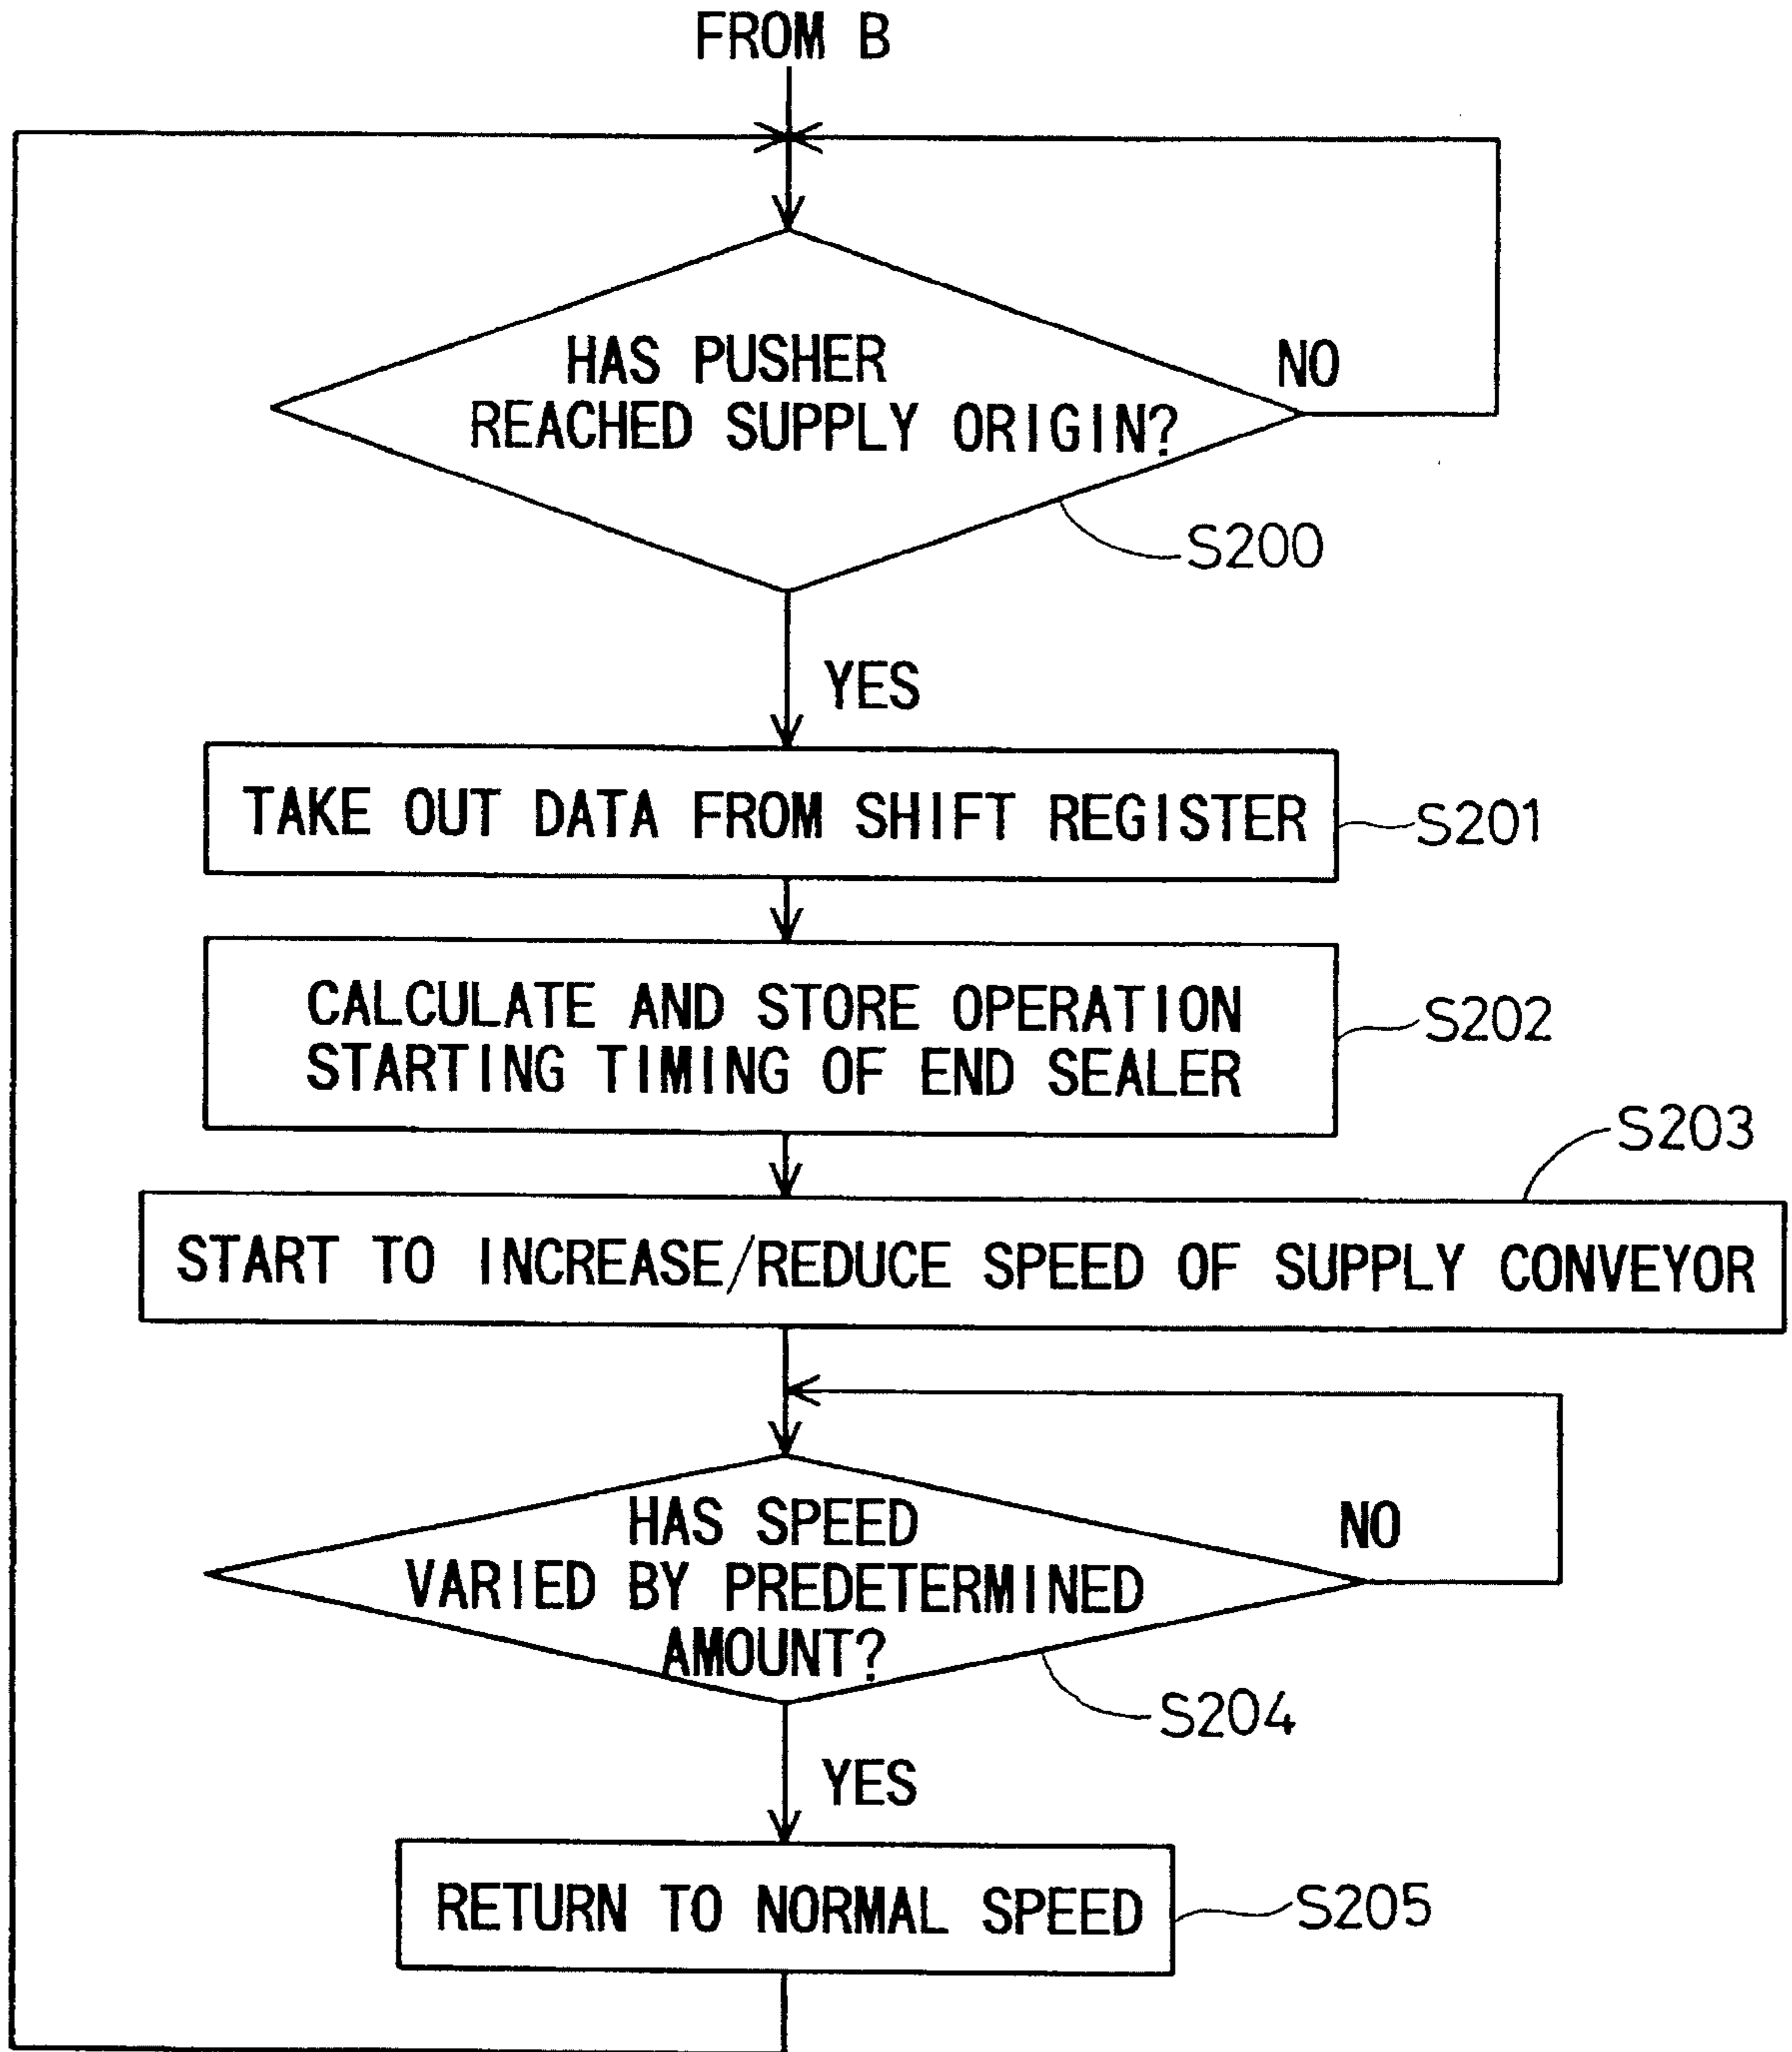 FROM B
HAS PUSHER
REACHED SUPPLY ORIGIN?
NO
S200
YES
TAKE OUT DATA FROM SHIFT REGISTER
S201
CALCULATE AND STORE OPERATION
STARTING TIMING OF END SEALER
S202
S203
START TO INCREASE/REDUCE SPEED OF SUPPLY CONVEYOR
HAS SPEED
VARIED BY PREDETERMINED
AMOUNT?
NO
S204
YES
RETURN TO NORMAL SPEED
S205